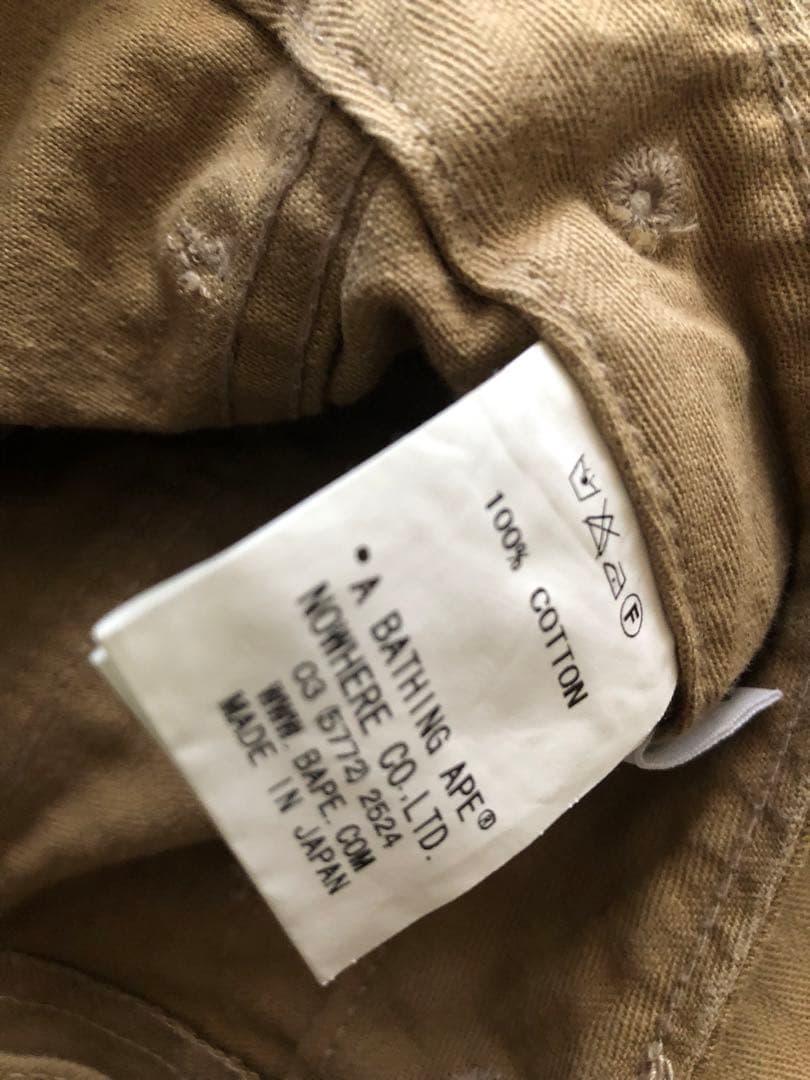 Ⓕ
100% COTTON
• A BATHING APE®
NOWHERE CO.,LTD.
03 (5772) 2524
WWW.BAPE.COM
MADE IN JAPAN